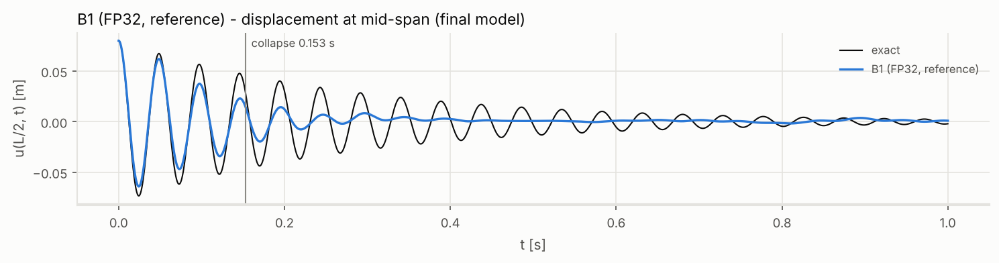 B1 (FP32, reference) - displacement at mid-span (final model)
collapse 0.153 s
exact
B1 (FP32, reference)
u(L/2, t) [m]
0.05
0.00
−0.05
0.0 0.2 0.4 0.6 0.8 1.0
t [s]